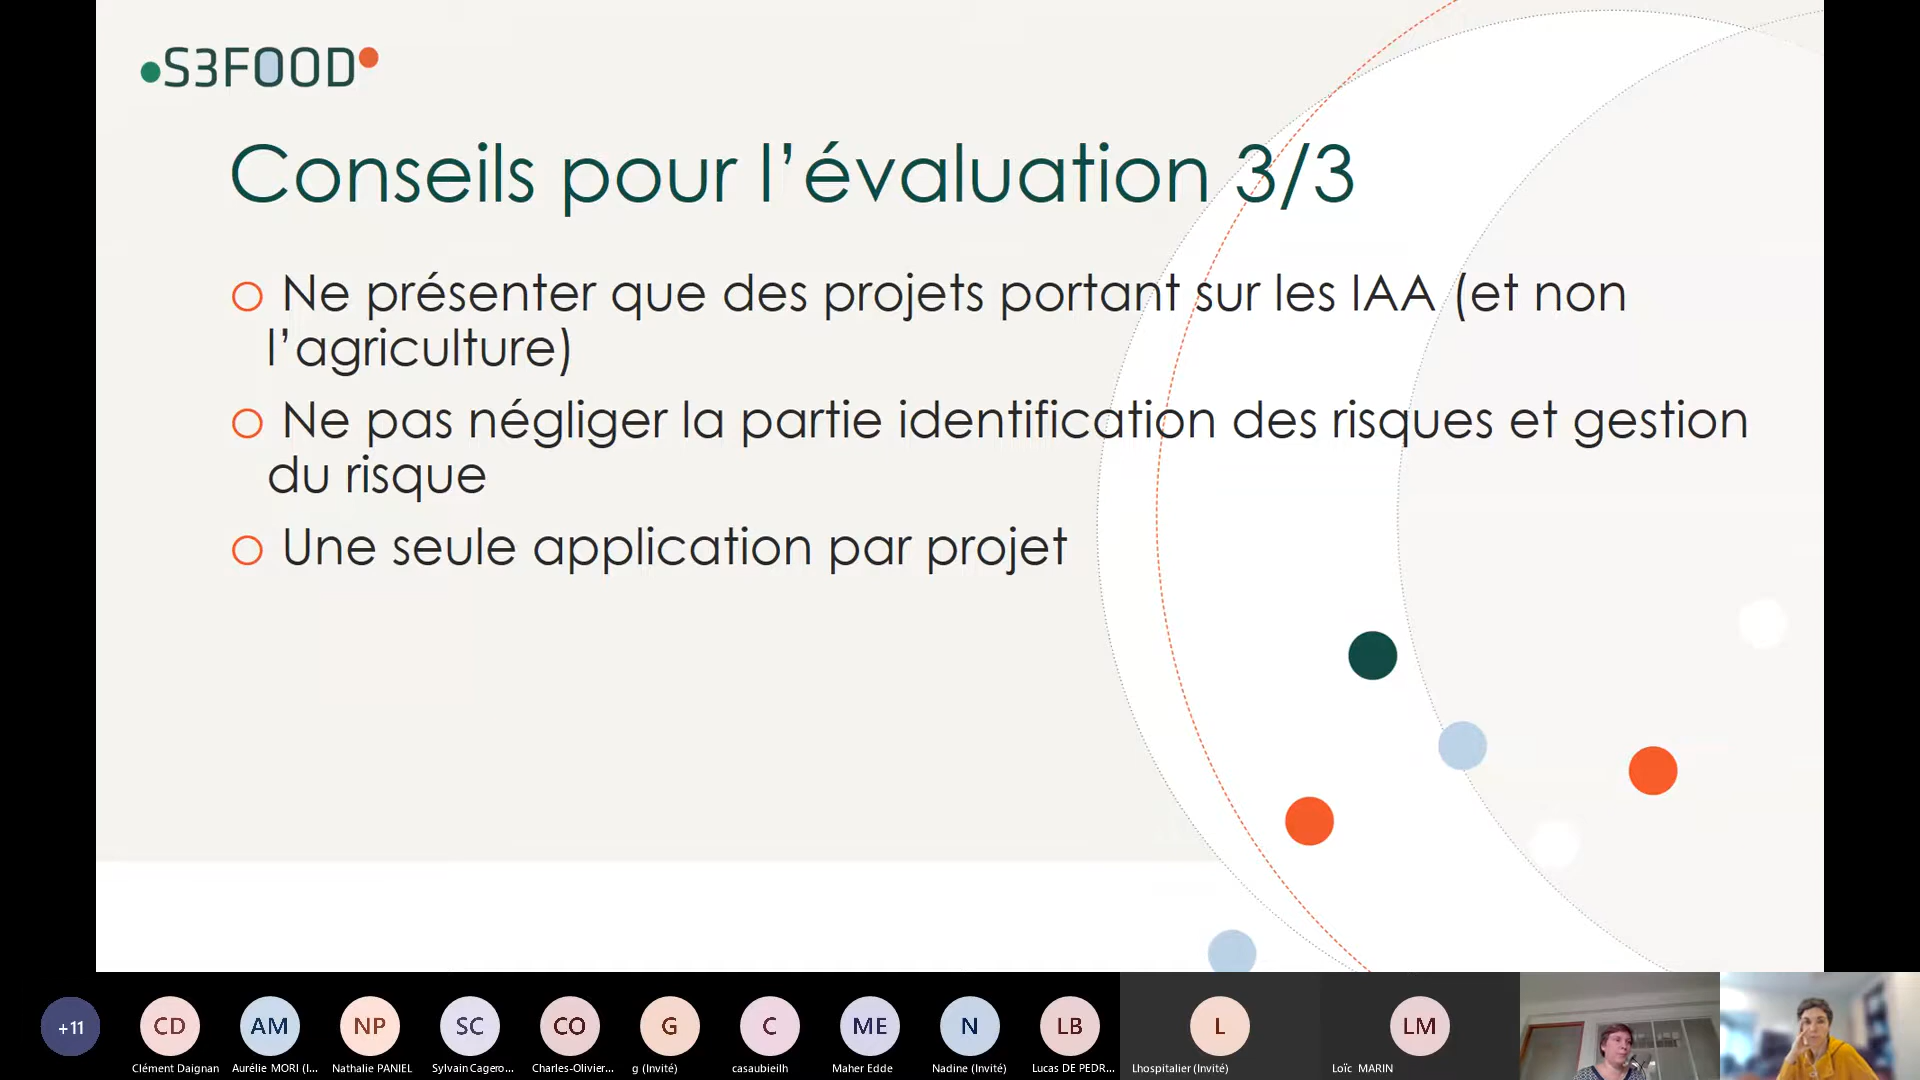 S3FOOD
Conseils pour l’évaluation 3/3
Ne présenter que des projets portant sur les IAA (et non
l’agriculture)
Ne pas négliger la partie identification des risques et gestion
du risque
Une seule application par projet
+11
CD
AM
NP
SC
CO
G
C
ME
N
LB
L
LM
Clément Daignan
Aurélie MORI (I...
Nathalie PANIEL
Sylvain Cagero...
Charles-Olivier...
g (Invité)
casaubieilh
Maher Edde
Nadine (Invité)
Lucas DE PEDR...
Lhospitalier (Invité)
Loïc MARIN